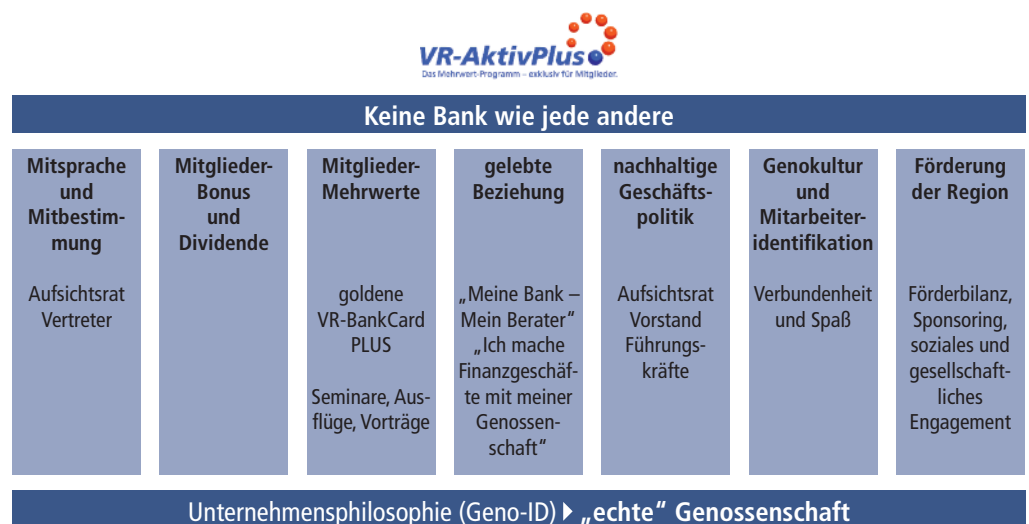 VR-AktivPlus
Das Mehrwert-Programm – exklusiv für Mitglieder.
Keine Bank wie jede andere
Mitsprache
und
Mitbestim-
mung
Aufsichtsrat
Vertreter
Mitglieder-
Bonus
und
Dividende
Mitglieder-
Mehrwerte
goldene
VR-BankCard
PLUS
Seminare, Aus-
flüge, Vorträge
gelebte
Beziehung
„Meine Bank –
Mein Berater“
„Ich mache
Finanzgeschäf-
te mit meiner
Genossen-
schaft“
nachhaltige
Geschäfts-
politik
Aufsichtsrat
Vorstand
Führungs-
kräfte
Genokultur
und
Mitarbeiter-
identifikation
Verbundenheit
und Spaß
Förderung
der Region
Förderbilanz,
Sponsoring,
soziales und
gesellschaft-
liches
Engagement
Unternehmensphilosophie (Geno-ID) „echte“ Genossenschaft